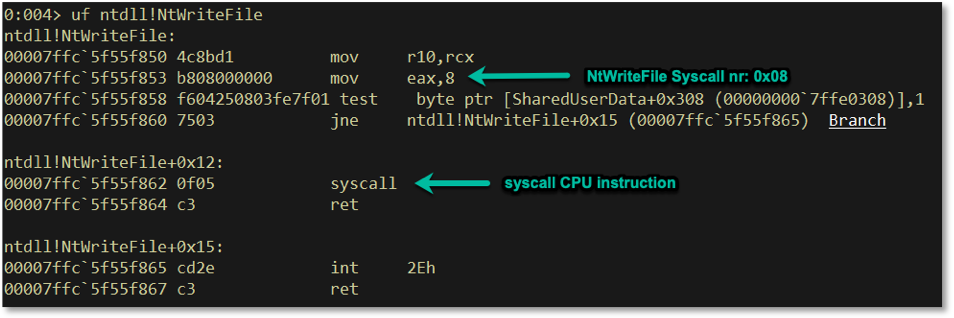 0:004> uf ntdll!NtWriteFile
ntdll!NtWriteFile:
00007ffc`5f55f850 4c8bd1          mov     r10,rcx
00007ffc`5f55f853 b808000000      mov     eax,8 NtWriteFile Syscall nr: 0x08
00007ffc`5f55f858 f604250803fe7f01 test    byte ptr [SharedUserData+0x308 (00000000`7ffe0308)],1
00007ffc`5f55f860 7503            jne     ntdll!NtWriteFile+0x15 (00007ffc`5f55f865)  Branch
ntdll!NtWriteFile+0x12:
00007ffc`5f55f862 0f05            syscall syscall CPU instruction
00007ffc`5f55f864 c3              ret
ntdll!NtWriteFile+0x15:
00007ffc`5f55f865 cd2e            int     2Eh
00007ffc`5f55f867 c3              ret